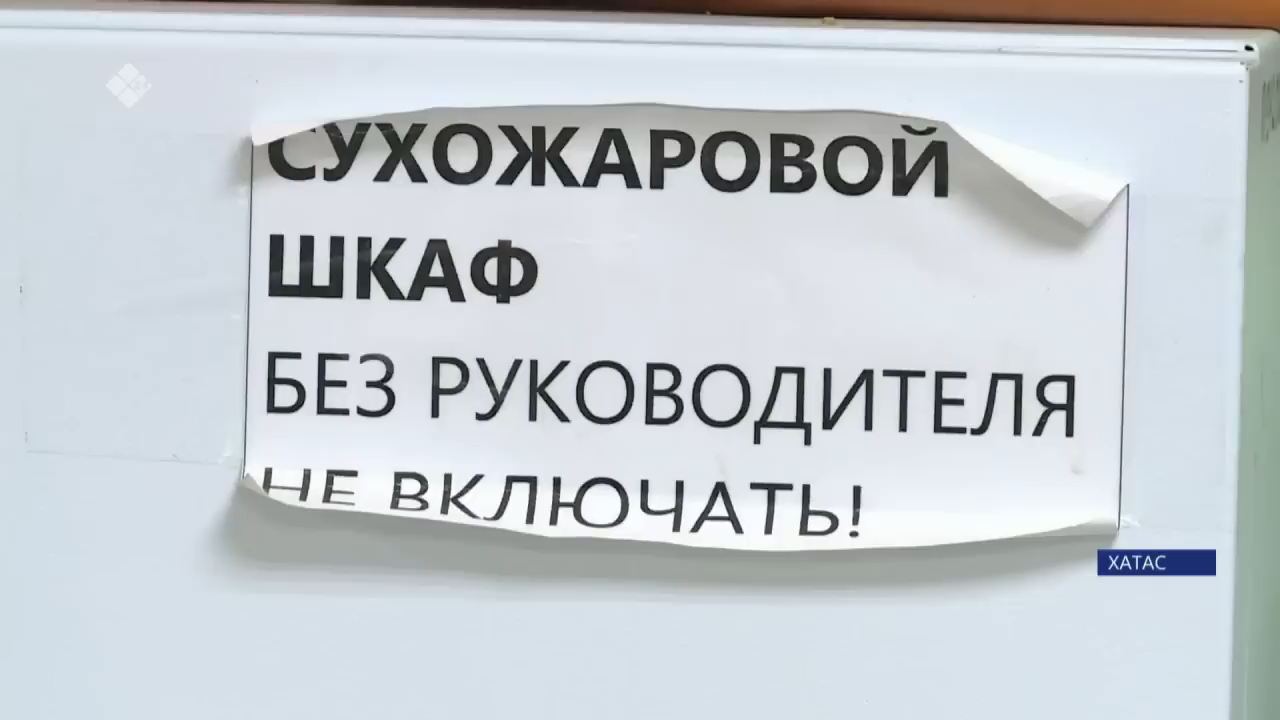 СУХОЖАРОВОЙ
ШКАФ
БЕЗ РУКОВОДИТЕЛЯ
НЕ ВКЛЮЧАТЬ!
ХАТАС